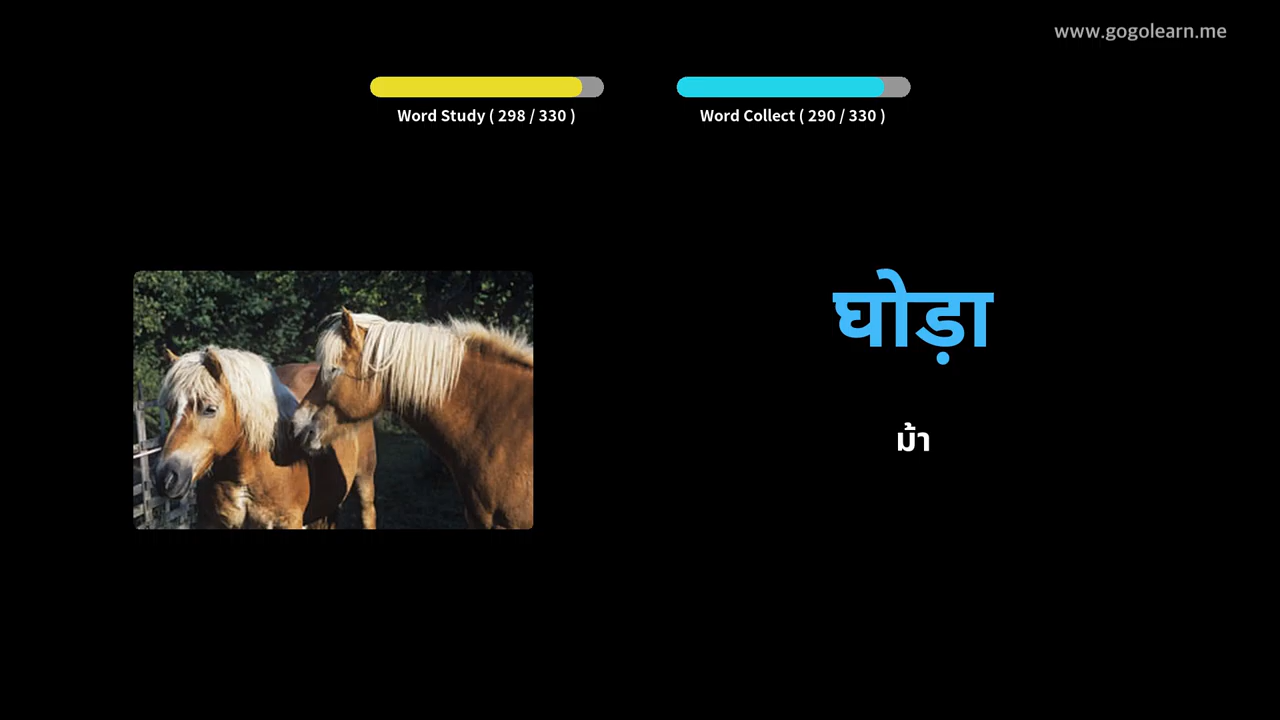 www.gogolearn.me
Word Study ( 298 / 330 )
Word Collect ( 290 / 330 )
घोड़ा
ม้า